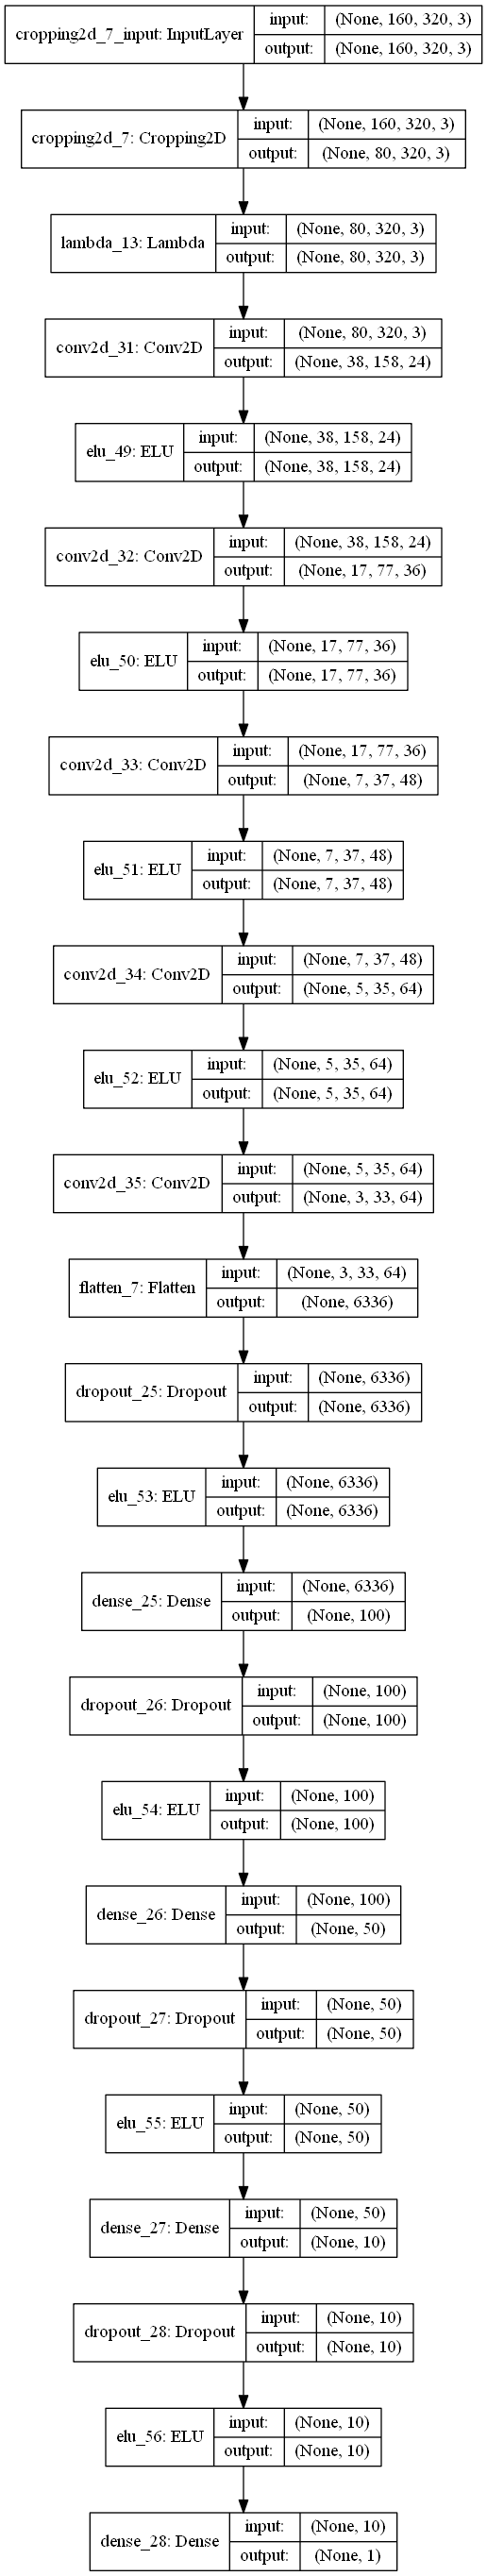 cropping2d_7_input: InputLayer
input: (None, 160, 320, 3)
output: (None, 160, 320, 3)
cropping2d_7: Cropping2D
input: (None, 160, 320, 3)
output: (None, 80, 320, 3)
lambda_13: Lambda
input: (None, 80, 320, 3)
output: (None, 80, 320, 3)
conv2d_31: Conv2D
input: (None, 80, 320, 3)
output: (None, 38, 158, 24)
elu_49: ELU
input: (None, 38, 158, 24)
output: (None, 38, 158, 24)
conv2d_32: Conv2D
input: (None, 38, 158, 24)
output: (None, 17, 77, 36)
elu_50: ELU
input: (None, 17, 77, 36)
output: (None, 17, 77, 36)
conv2d_33: Conv2D
input: (None, 17, 77, 36)
output: (None, 7, 37, 48)
elu_51: ELU
input: (None, 7, 37, 48)
output: (None, 7, 37, 48)
conv2d_34: Conv2D
input: (None, 7, 37, 48)
output: (None, 5, 35, 64)
elu_52: ELU
input: (None, 5, 35, 64)
output: (None, 5, 35, 64)
conv2d_35: Conv2D
input: (None, 5, 35, 64)
output: (None, 3, 33, 64)
flatten_7: Flatten
input: (None, 3, 33, 64)
output: (None, 6336)
dropout_25: Dropout
input: (None, 6336)
output: (None, 6336)
elu_53: ELU
input: (None, 6336)
output: (None, 6336)
dense_25: Dense
input: (None, 6336)
output: (None, 100)
dropout_26: Dropout
input: (None, 100)
output: (None, 100)
elu_54: ELU
input: (None, 100)
output: (None, 100)
dense_26: Dense
input: (None, 100)
output: (None, 50)
dropout_27: Dropout
input: (None, 50)
output: (None, 50)
elu_55: ELU
input: (None, 50)
output: (None, 50)
dense_27: Dense
input: (None, 50)
output: (None, 10)
dropout_28: Dropout
input: (None, 10)
output: (None, 10)
elu_56: ELU
input: (None, 10)
output: (None, 10)
dense_28: Dense
input: (None, 10)
output: (None, 1)